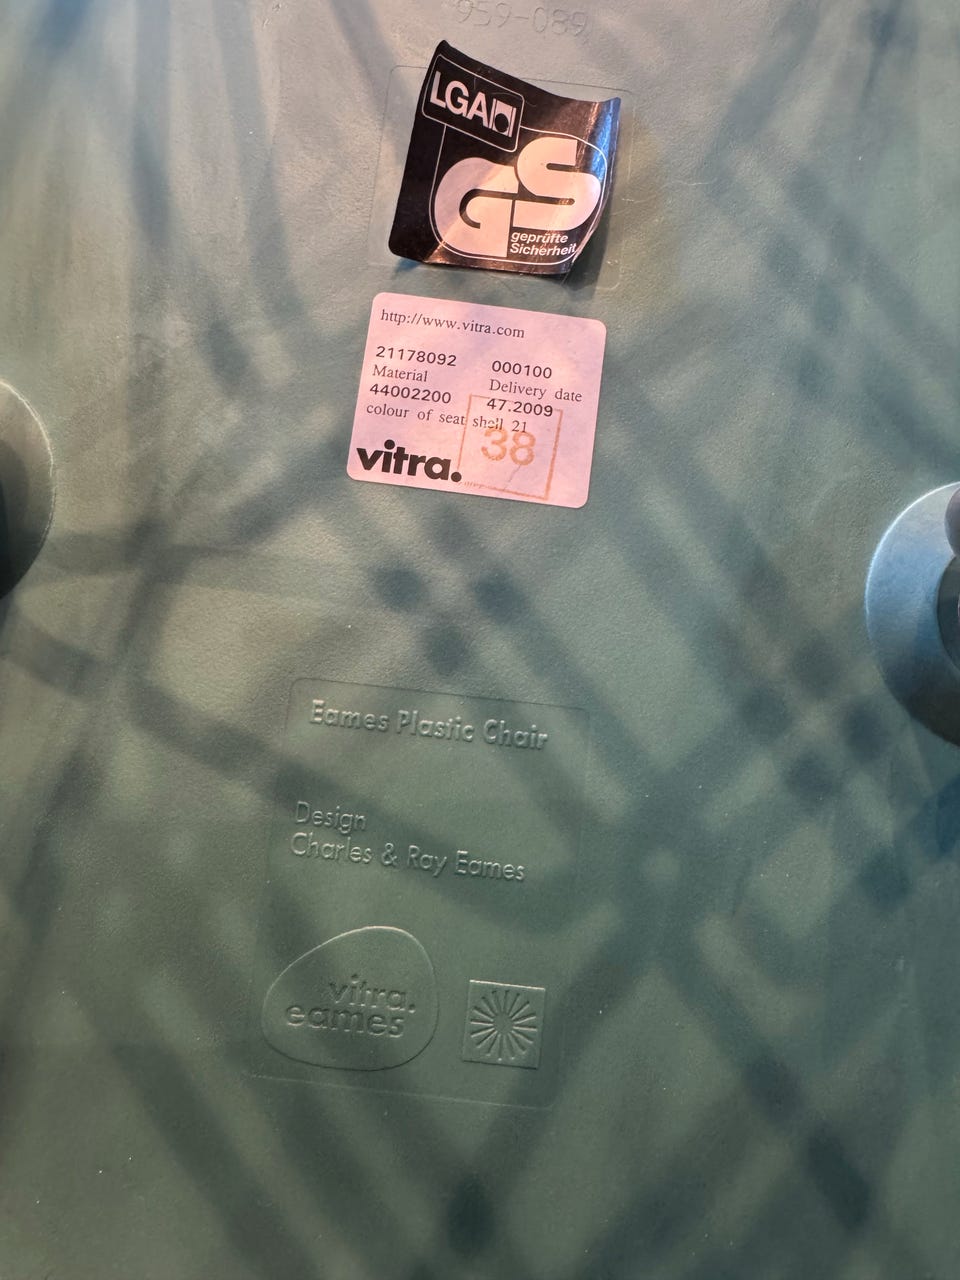 959-089
LGA
GS
geprüfte
Sicherheit
http://www.vitra.com
21178092 000100
Material Delivery date
44002200 47.2009
colour of seat shell 21
38
vitra.
Eames Plastic Chair
Design
Charles & Ray Eames
vitra.
eames